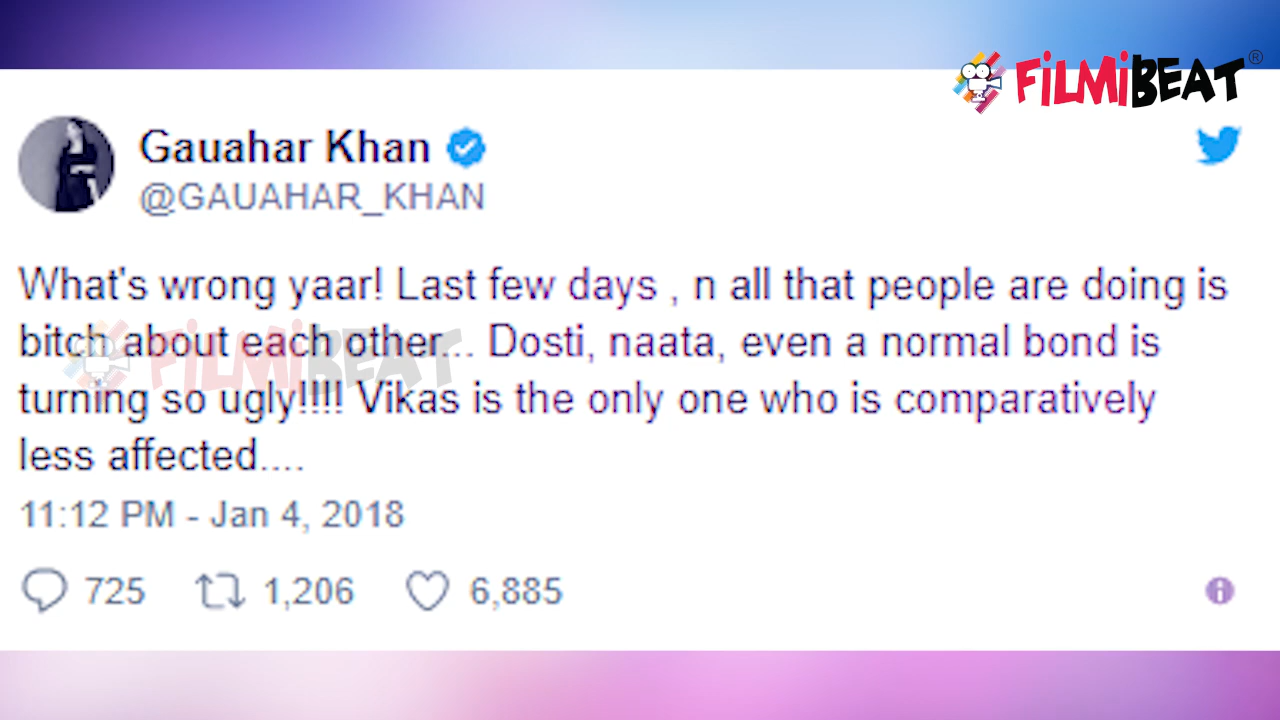 FiLMiBEAT®
Gauahar Khan
@GAUAHAR_KHAN
What's wrong yaar! Last few days , n all that people are doing is
bitch about each other... Dosti, naata, even a normal bond is
FiLMiBEAT
turning so ugly!!!! Vikas is the only one who is comparatively
less affected....
11:12 PM - Jan 4, 2018
725 1,206 6,885